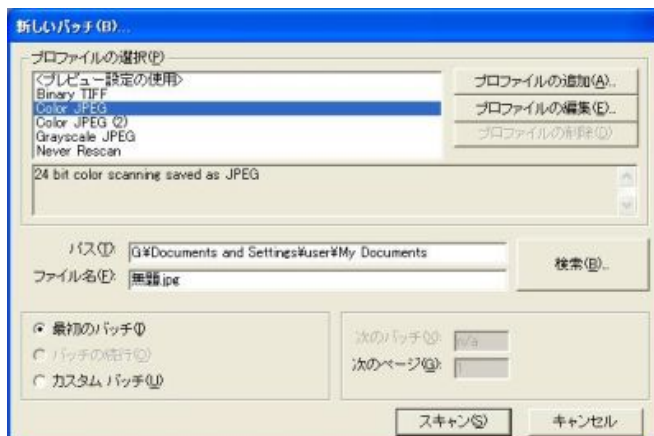 新しいバッチ(B)...
プロファイルの選択(P)
<プレビュー設定の使用>
Binary TIFF
Color JPEG
Color JPEG (2)
Grayscale JPEG
Never Rescan
プロファイルの追加(A)...
プロファイルの編集(E)...
プロファイルの削除(D)
24 bit color scanning saved as JPEG
パス(T):
G¥Documents and Settings¥user¥My Documents
ファイル名(F):
無題.jpg
検索(R)...
最初のバッチ(I)
バッチの続行(O)
カスタム バッチ(U)
次のバッチ(X):
n/a
次のページ(G):
1
スキャン(S)
キャンセル